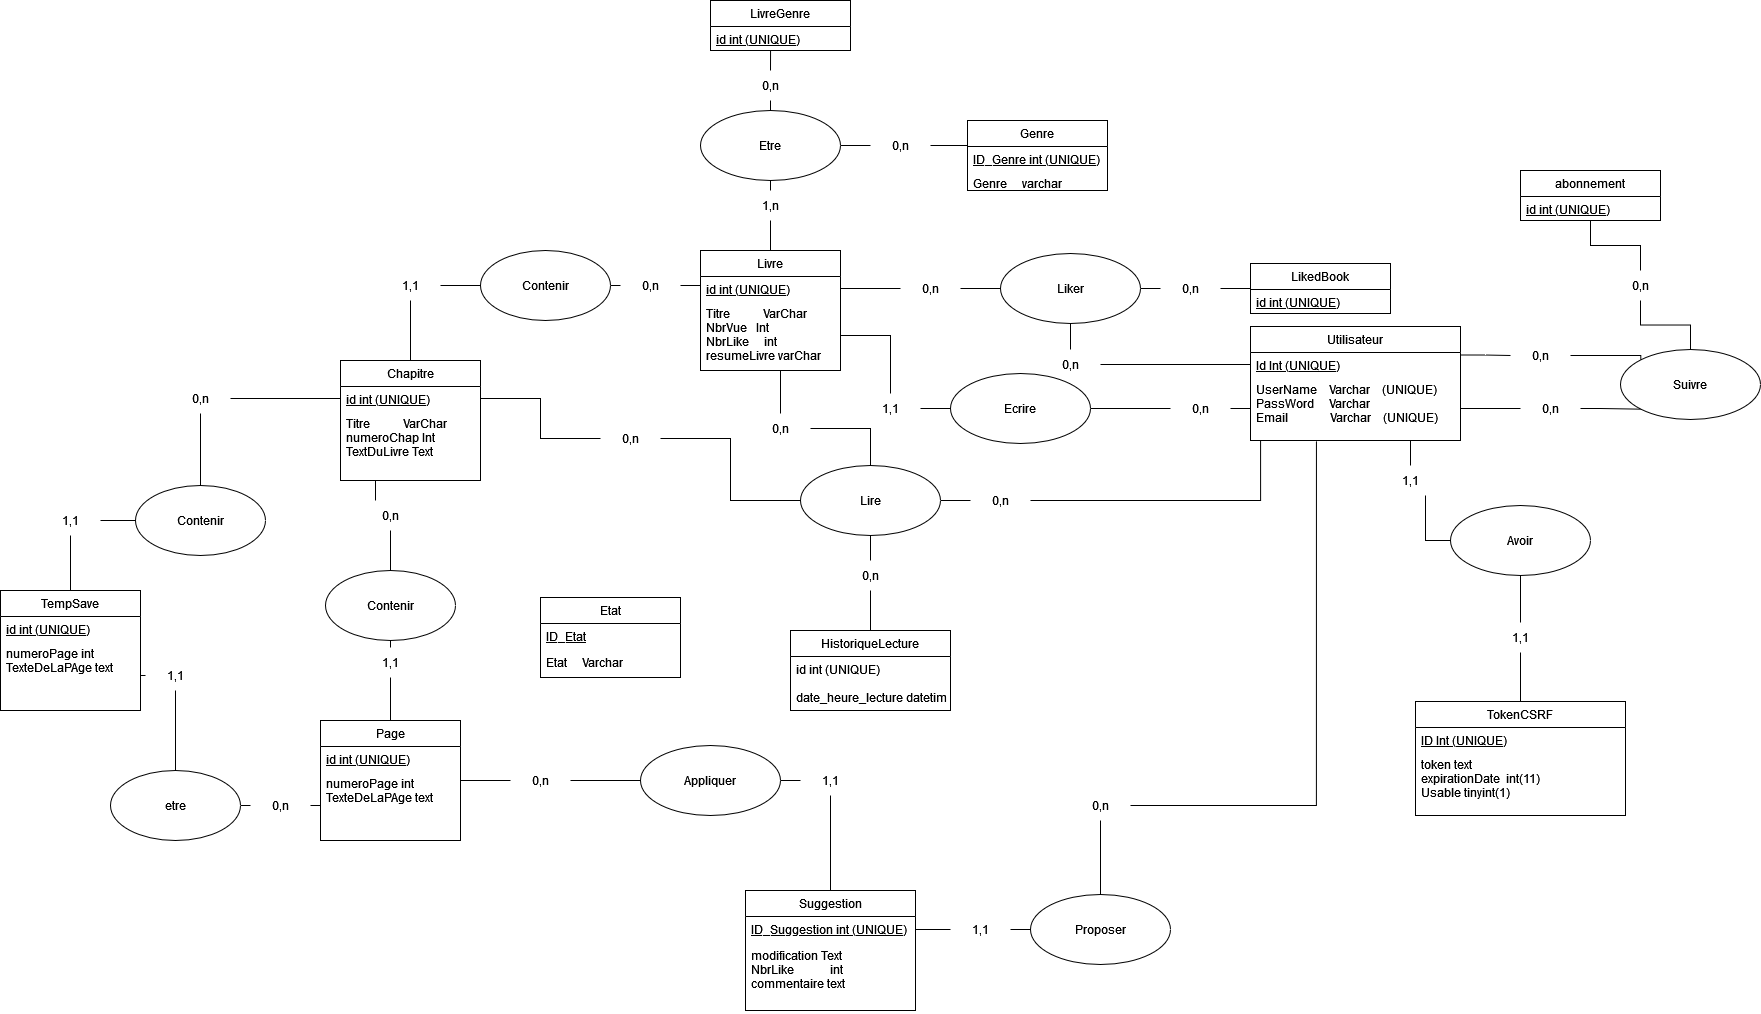 LivreGenre
id int (UNIQUE)
0,n
Etre
0,n
Genre
ID_Genre int (UNIQUE)
Genre varchar
1,n
abonnement
id int (UNIQUE)
0,n
Contenir
1,1
0,n
Livre
id int (UNIQUE)
Titre VarChar
NbrVue Int
NbrLike int
resumeLivre varChar
0,n
Liker
0,n
LikedBook
id int (UNIQUE)
0,n
Utilisateur
Id Int (UNIQUE)
UserName Varchar (UNIQUE)
PassWord Varchar
Email Varchar (UNIQUE)
0,n
0,n
Suivre
1,1
Ecrire
0,n
Chapitre
id int (UNIQUE)
Titre VarChar
numeroChap Int
TextDuLivre Text
0,n
0,n
0,n
Lire
0,n
1,1
Avoir
1,1
Contenir
1,1
0,n
Contenir
1,1
0,n
TempSave
id int (UNIQUE)
numeroPage int
TexteDeLaPAge text
1,1
Etat
ID_Etat
Etat Varchar
HistoriqueLecture
id int (UNIQUE)
date_heure_lecture datetim
TokenCSRF
ID Int (UNIQUE)
token text
expirationDate int(11)
Usable tinyint(1)
Page
id int (UNIQUE)
numeroPage int
TexteDeLaPAge text
etre
0,n
0,n
Appliquer
1,1
0,n
Suggestion
ID_Suggestion int (UNIQUE)
modification Text
NbrLike int
commentaire text
1,1
Proposer